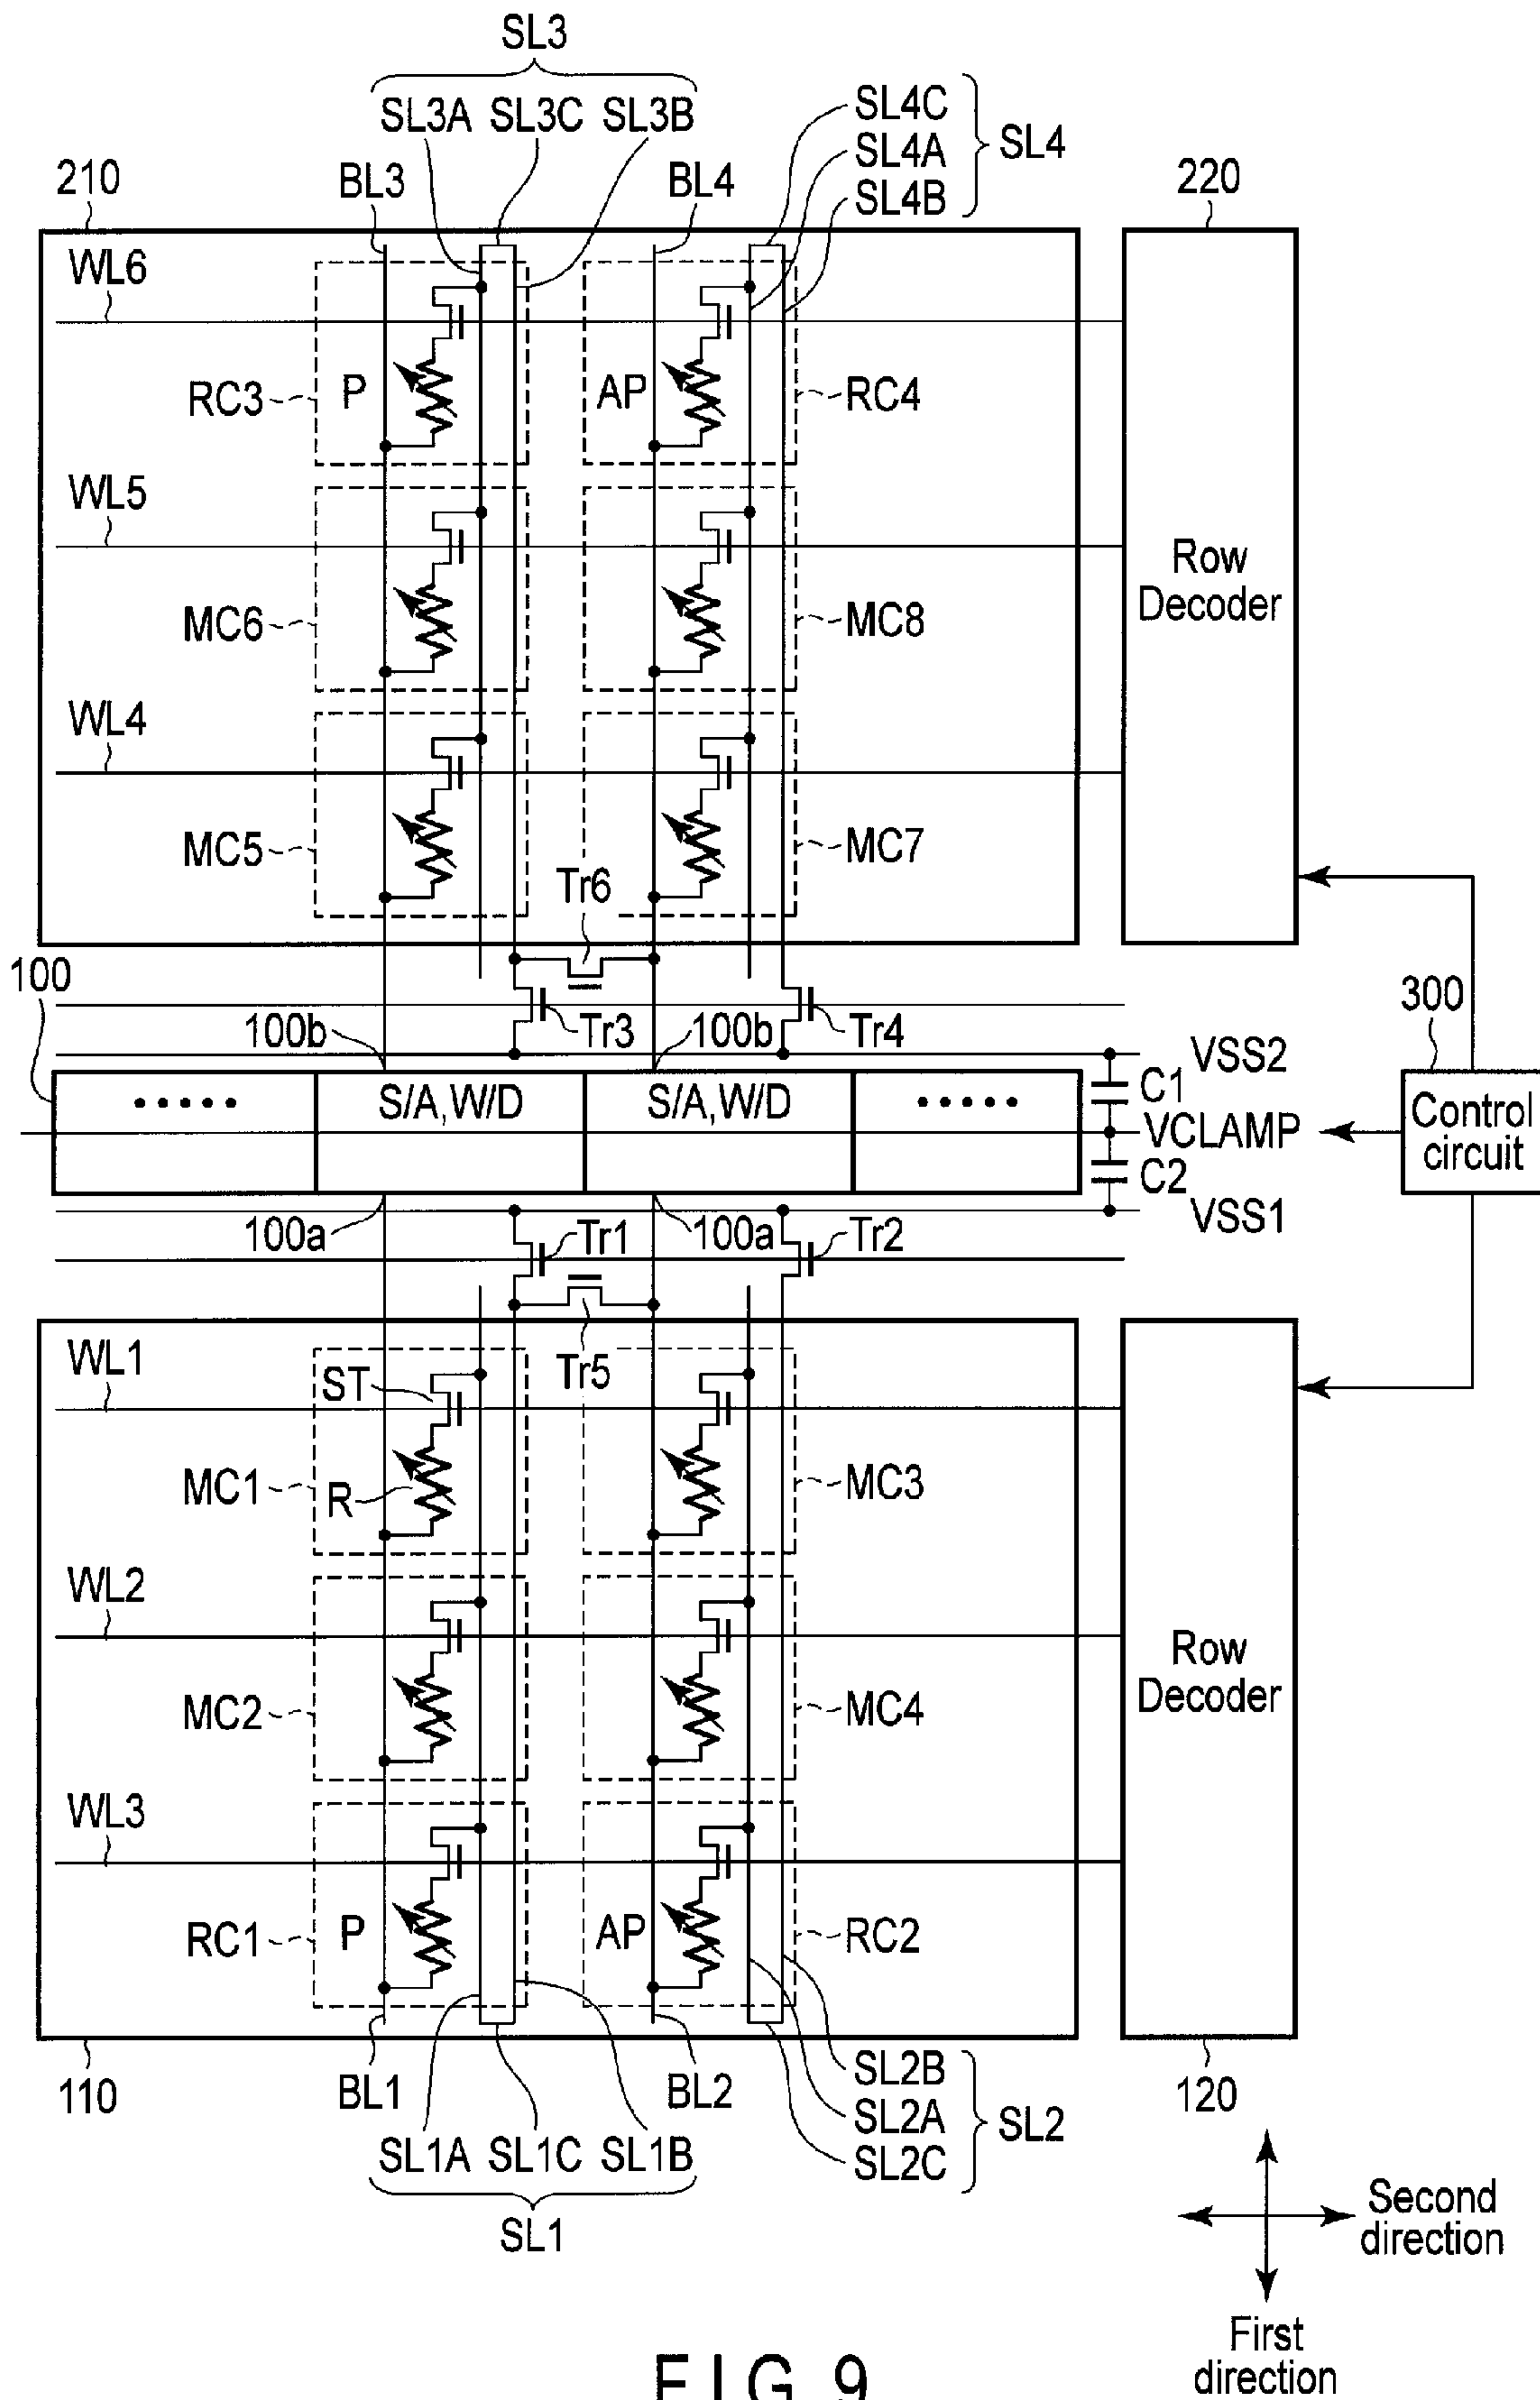 SL3
SL3A SL3C SL3B
SL4C
SL4A
SL4B
SL4
210
BL3
BL4
220
WL6
RC3
P
AP
RC4
WL5
MC6
MC8
Row
Decoder
WL4
MC5
MC7
Tr6
100
100b
Tr3
100b
Tr4
300
VSS2
C1
S/A,W/D
S/A,W/D
VCLAMP
Control
circuit
C2
VSS1
100a
Tr1
100a
Tr2
WL1
ST
Tr5
MC1
R
MC3
WL2
MC2
MC4
Row
Decoder
WL3
RC1
P
AP
RC2
110
BL1
BL2
SL2B
SL2A
SL2C
SL2
120
SL1A SL1C SL1B
SL1
Second
direction
First
direction
FIG. 9